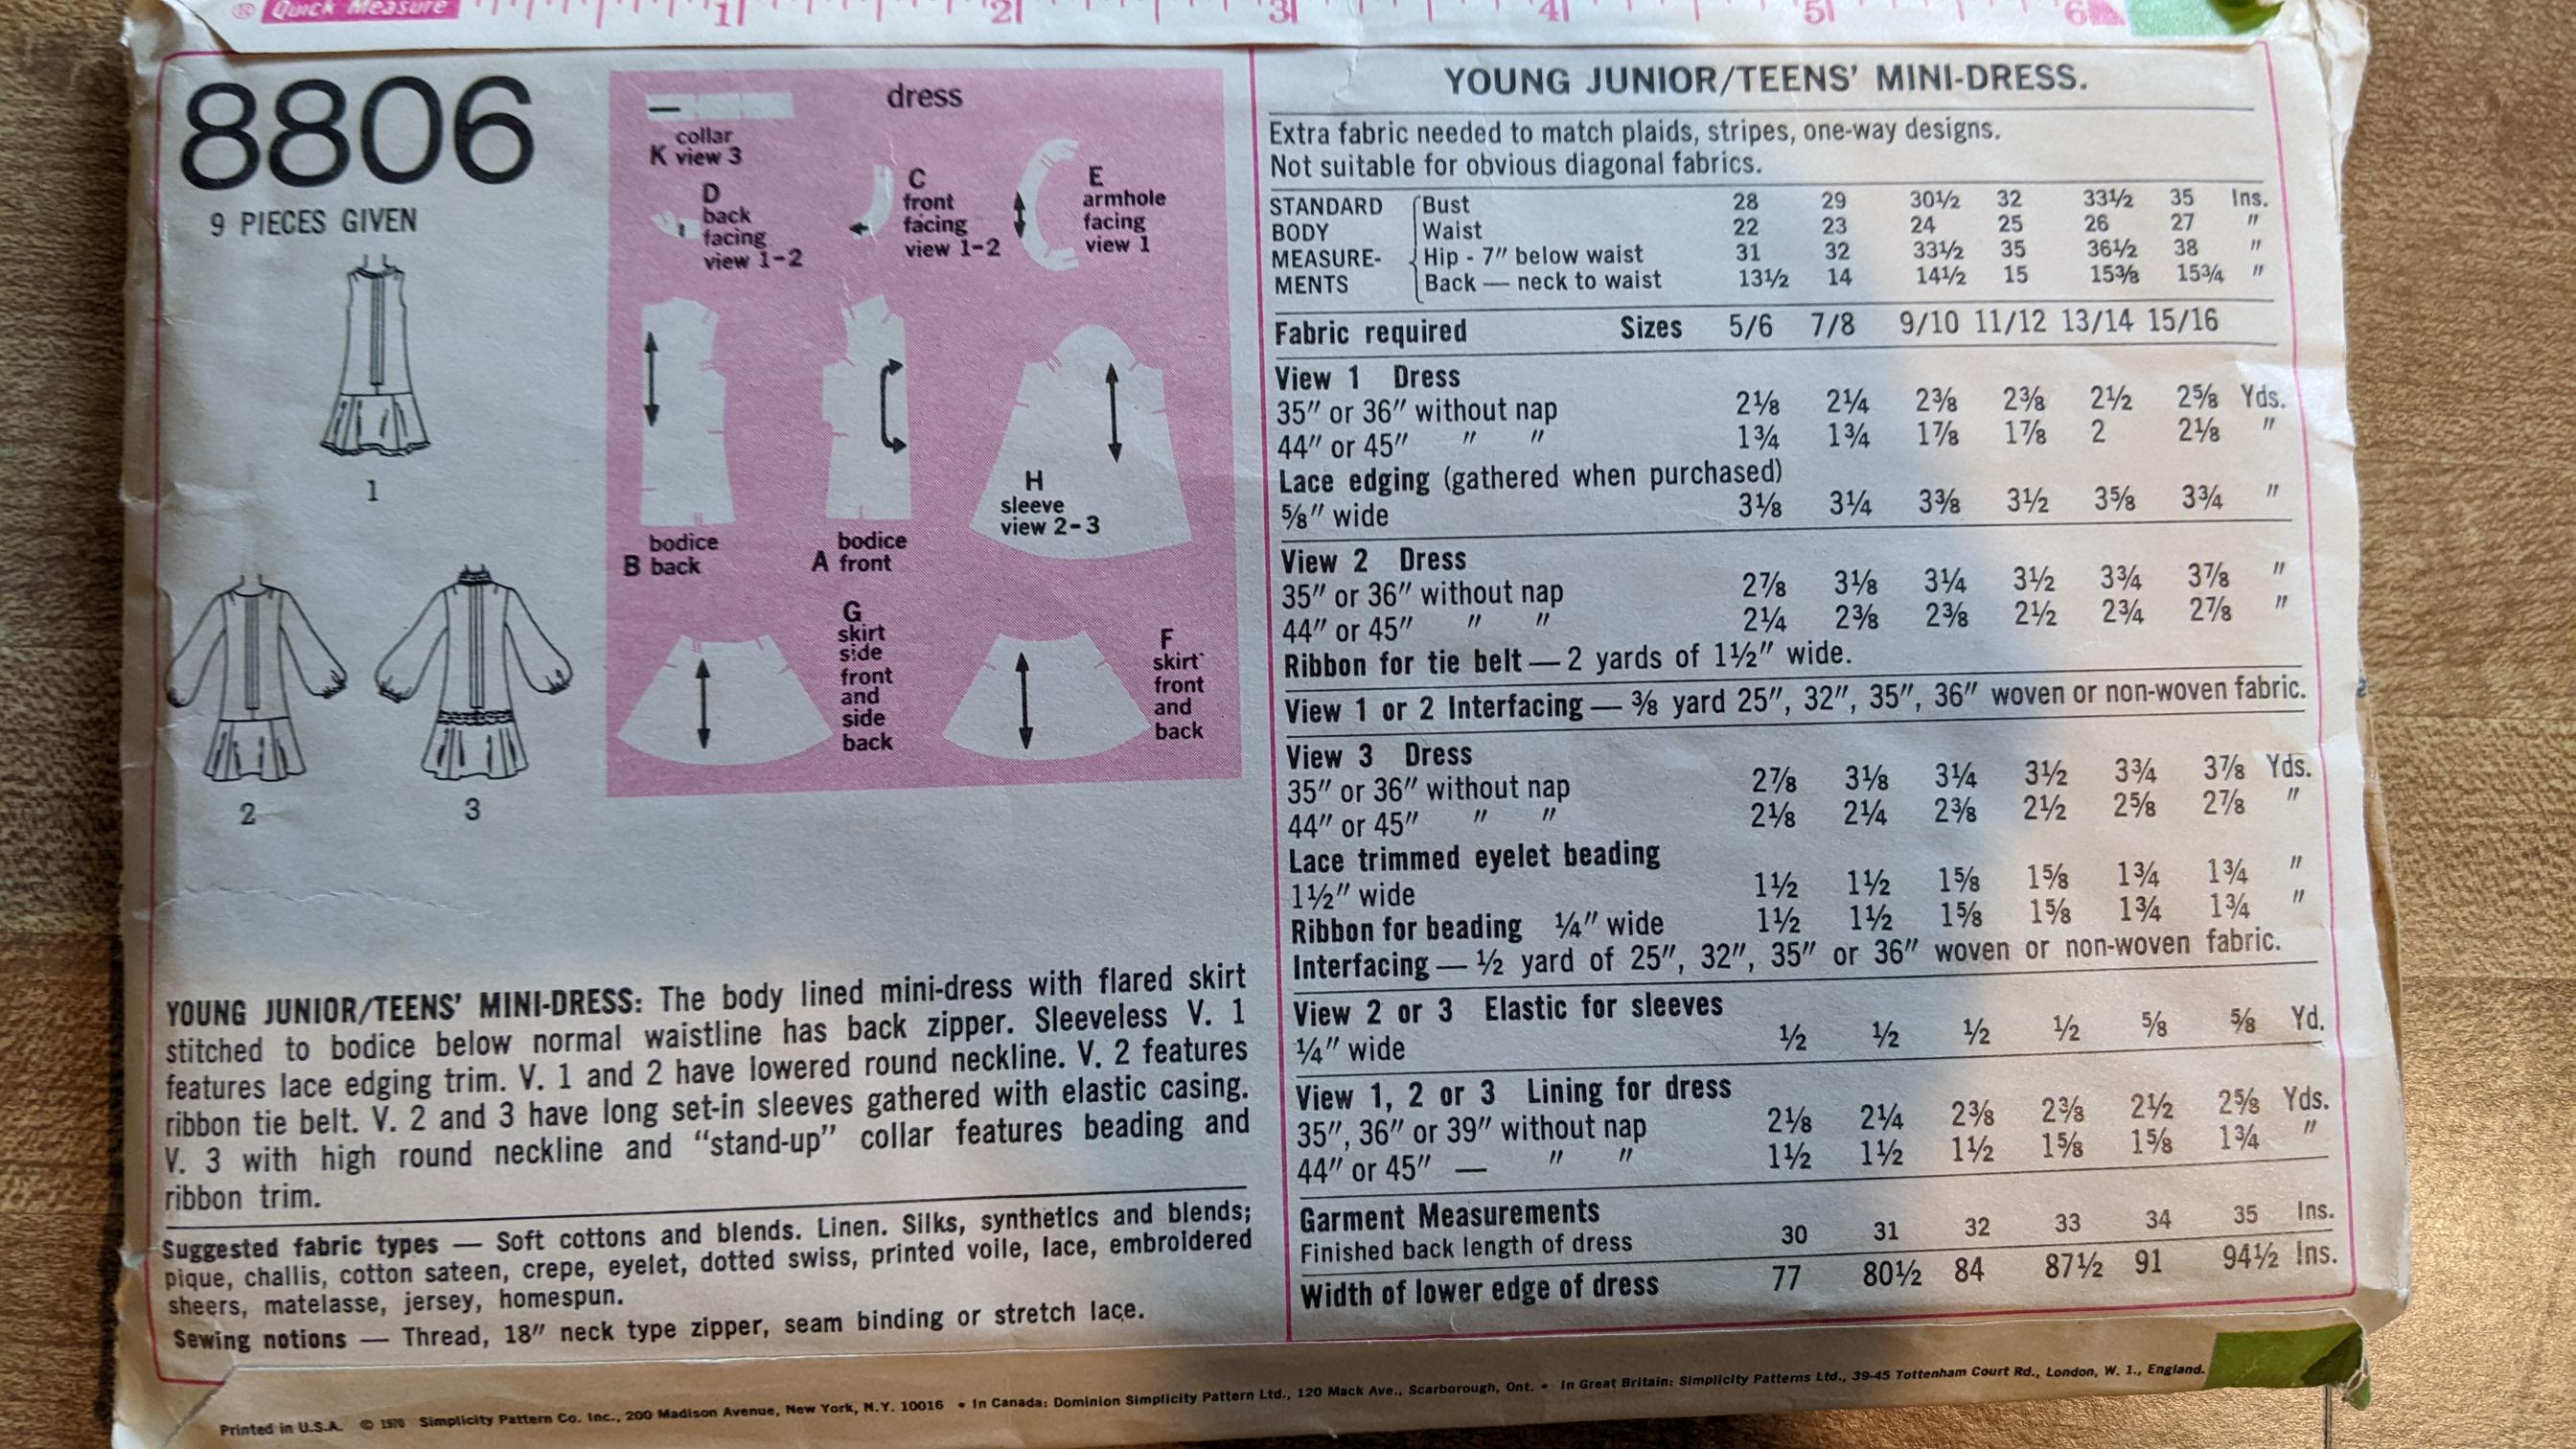 ® Quick Measure 1 2 3 4 5 6
8806
9 PIECES GIVEN
1
2
3
dress
collar
K view 3
D
back
facing
view 1-2
C
front
facing
view 1-2
E
armhole
facing
view 1
bodice
B back
bodice
A front
H
sleeve
view 2-3
G
skirt
side
front
and
side
back
F
skirt
front
and
back
YOUNG JUNIOR/TEENS' MINI-DRESS: The body lined mini-dress with flared skirt
stitched to bodice below normal waistline has back zipper. Sleeveless V. 1
features lace edging trim. V. 1 and 2 have lowered round neckline. V. 2 features
ribbon tie belt. V. 2 and 3 have long set-in sleeves gathered with elastic casing.
V. 3 with high round neckline and “stand-up” collar features beading and
ribbon trim.
Suggested fabric types — Soft cottons and blends. Linen. Silks, synthetics and blends;
pique, challis, cotton sateen, crepe, eyelet, dotted swiss, printed voile, lace, embroidered
sheers, matelasse, jersey, homespun.
Sewing notions — Thread, 18″ neck type zipper, seam binding or stretch lace.
YOUNG JUNIOR/TEENS' MINI-DRESS.
Extra fabric needed to match plaids, stripes, one-way designs.
Not suitable for obvious diagonal fabrics.
STANDARD Bust 28 29 30½ 32 33½ 35 Ins.
BODY Waist 22 23 24 25 26 27 ″
MEASURE- Hip - 7″ below waist 31 32 33½ 35 36½ 38 ″
MENTS Back — neck to waist 13½ 14 14½ 15 15⅜ 15¾ ″
Fabric required Sizes 5/6 7/8 9/10 11/12 13/14 15/16
View 1 Dress
35″ or 36″ without nap 2⅛ 2¼ 2⅜ 2⅜ 2½ 2⅝ Yds.
44″ or 45″ ″ ″ 1¾ 1¾ 1⅞ 1⅞ 2 2⅛ ″
Lace edging (gathered when purchased)
⅝″ wide 3⅛ 3¼ 3⅜ 3½ 3⅝ 3¾ ″
View 2 Dress
35″ or 36″ without nap 2⅞ 3⅛ 3¼ 3½ 3¾ 3⅞ ″
44″ or 45″ ″ ″ 2¼ 2⅜ 2⅜ 2½ 2¾ 2⅞ ″
Ribbon for tie belt — 2 yards of 1½″ wide.
View 1 or 2 Interfacing — ⅜ yard 25″, 32″, 35″, 36″ woven or non-woven fabric.
View 3 Dress
35″ or 36″ without nap 2⅞ 3⅛ 3¼ 3½ 3¾ 3⅞ Yds.
44″ or 45″ ″ ″ 2⅛ 2¼ 2⅜ 2½ 2⅝ 2⅞ ″
Lace trimmed eyelet beading
1½″ wide 1½ 1½ 1⅝ 1⅝ 1¾ 1¾ ″
Ribbon for beading ¼″ wide 1½ 1½ 1⅝ 1⅝ 1¾ 1¾ ″
Interfacing — ½ yard of 25″, 32″, 35″ or 36″ woven or non-woven fabric.
View 2 or 3 Elastic for sleeves
¼″ wide ½ ½ ½ ½ ⅝ ⅝ Yd.
View 1, 2 or 3 Lining for dress
35″, 36″ or 39″ without nap 2⅛ 2¼ 2⅜ 2⅜ 2½ 2⅝ Yds.
44″ or 45″ — ″ ″ 1½ 1½ 1½ 1⅝ 1⅝ 1¾ ″
Garment Measurements
Finished back length of dress 30 31 32 33 34 35 Ins.
Width of lower edge of dress 77 80½ 84 87½ 91 94½ Ins.
Printed in U.S.A. © 1970 Simplicity Pattern Co. Inc., 200 Madison Avenue, New York, N.Y. 10016 • In Canada: Dominion Simplicity Pattern Ltd., 120 Mack Ave., Scarborough, Ont. • In Great Britain: Simplicity Patterns Ltd., 39-45 Tottenham Court Rd., London, W. 1., England.